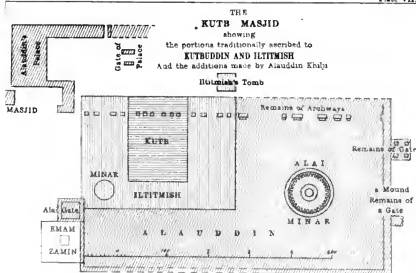 THE
KUTB MASJID
showing
the portions traditionally ascribed to
KUTBUDDIN AND ILTITMISH
And the additions made by Alauddin Khilji
Alauddin's
Palace
Gate of
Palace
Iltitmish's Tomb
MASJID
Remains of Archways
KUTB
Remains of Gate
ALAI
MINAR
MINAR
ILTITMISH
a Mound
Remains of
a Gate
Alai Gate
EMAM
ZAMIN
ALAUDDIN